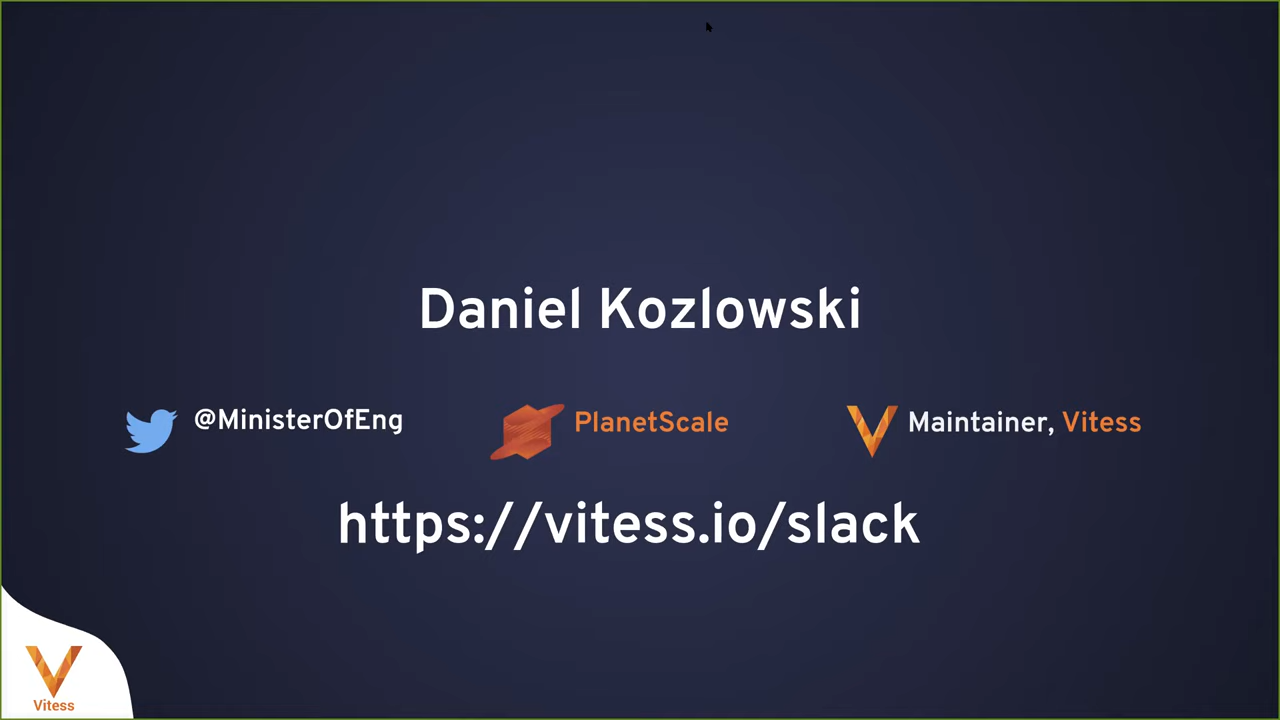 Daniel Kozlowski
@MinisterOfEng
PlanetScale
Maintainer, Vitess
https://vitess.io/slack
Vitess